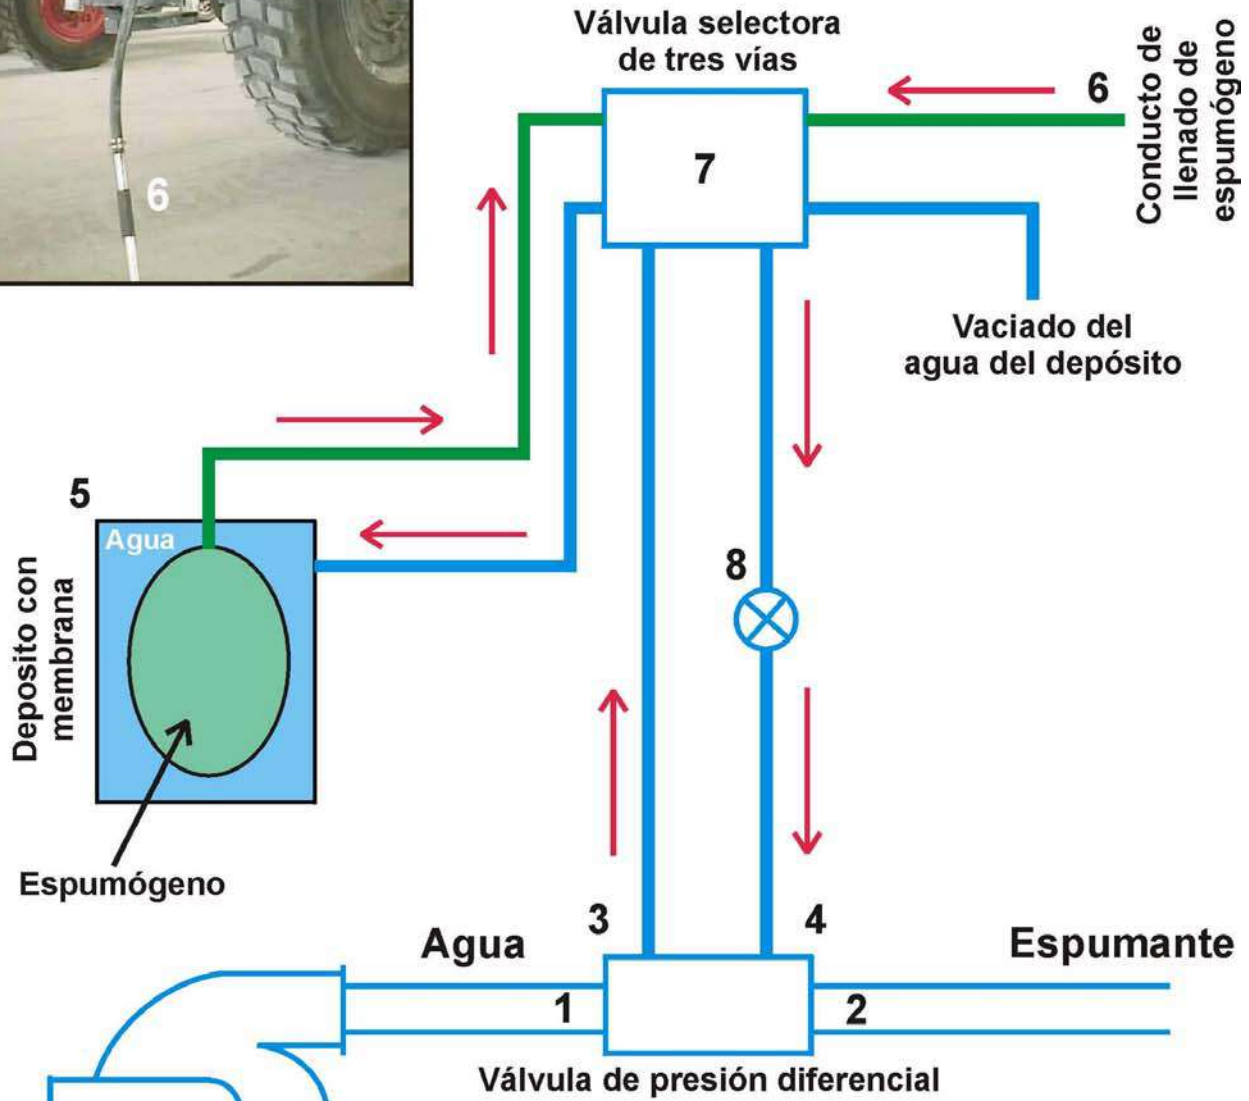 Válvula selectora
de tres vías
6
Conducto de
llenado de
espumógeno
7
6
Vaciado del
agua del depósito
5
Agua
Deposito con
membrana
8
Espumógeno
3
4
Agua
Espumante
1
2
Válvula de presión diferencial